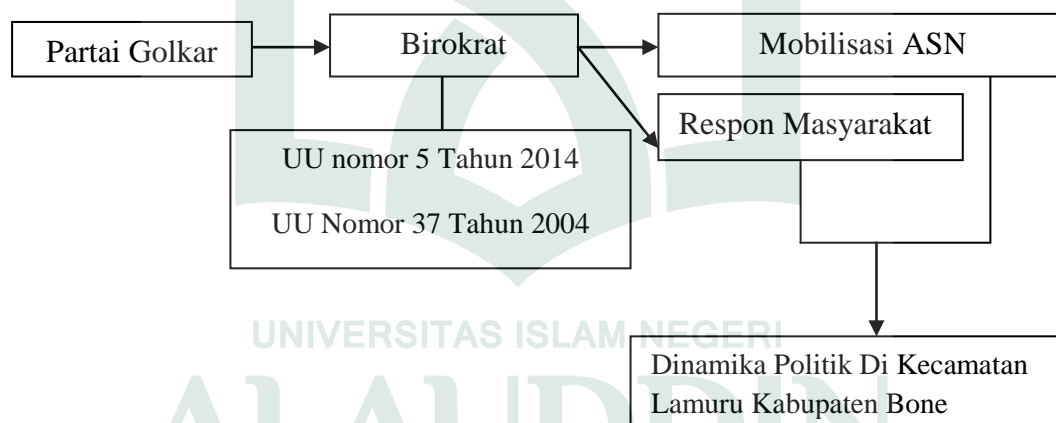 Partai Golkar
Birokrat
Mobilisasi ASN
Respon Masyarakat
UU nomor 5 Tahun 2014
UU Nomor 37 Tahun 2004
UNIVERSITAS ISLAM NEGERI
Dinamika Politik Di Kecamatan
Lamuru Kabupaten Bone
ALAUDDIN